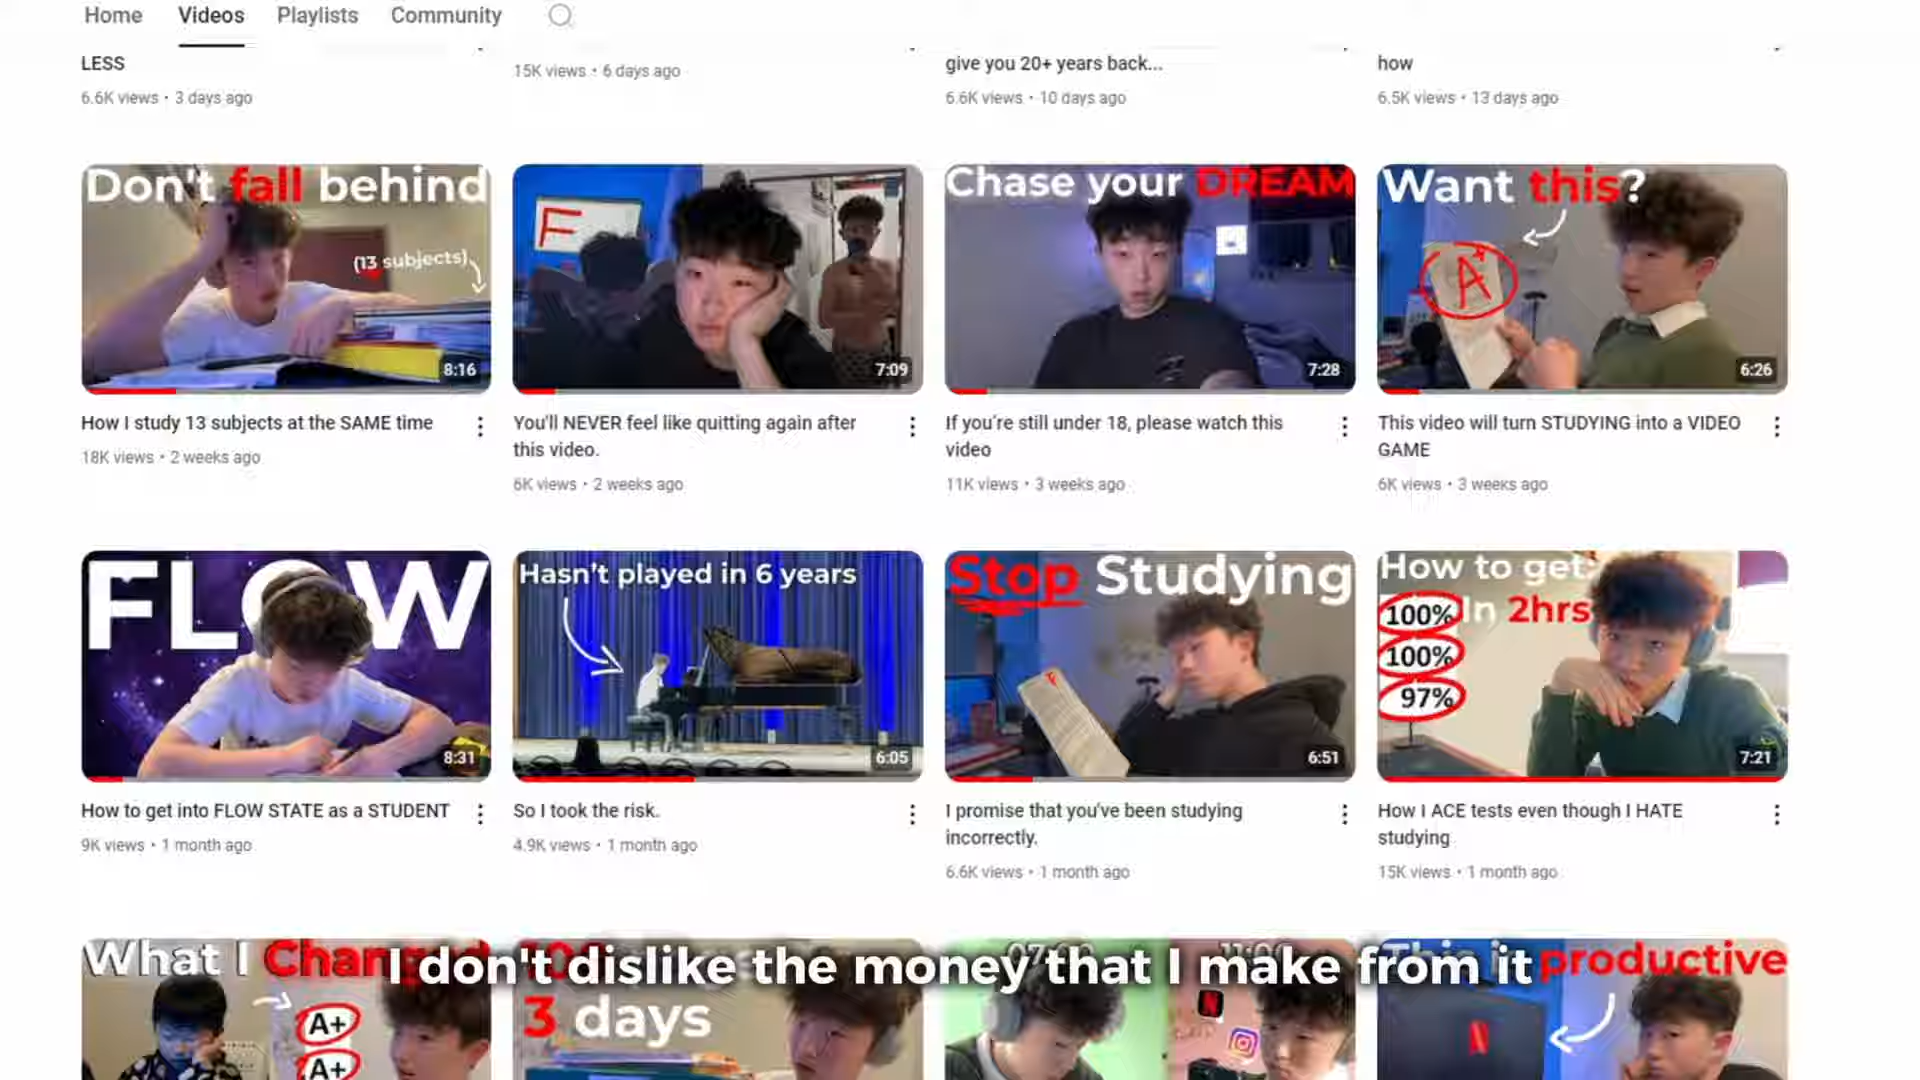 Home Videos Playlists Community
LESS
6.6K views • 3 days ago
15K views • 6 days ago
give you 20+ years back...
6.6K views • 10 days ago
how
6.5K views • 13 days ago
Don't fall behind
(13 subjects)
8:16
How I study 13 subjects at the SAME time
18K views • 2 weeks ago
F
7:09
You'll NEVER feel like quitting again after
this video.
6K views • 2 weeks ago
Chase your DREAM
7:28
If you're still under 18, please watch this
video
11K views • 3 weeks ago
Want this?
A+
6:26
This video will turn STUDYING into a VIDEO
GAME
6K views • 3 weeks ago
FLOW
8:31
How to get into FLOW STATE as a STUDENT
9K views • 1 month ago
Hasn't played in 6 years
6:05
So I took the risk.
4.9K views • 1 month ago
Stop Studying
F
6:51
I promise that you've been studying
incorrectly.
6.6K views • 1 month ago
How to get:
100% In 2hrs
100%
97%
7:21
How I ACE tests even though I HATE
studying
15K views • 1 month ago
What I
A+
A+
3 days
N
This it productive
N
I don't dislike the money that I make from it